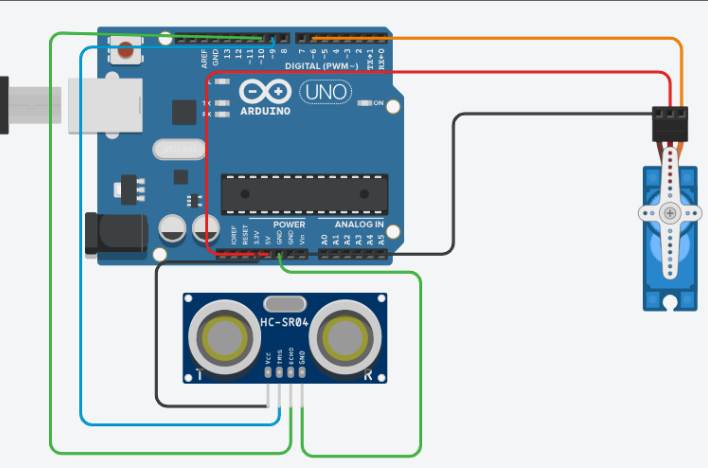 AREF
GND
13
12
~11
~10
~9
8
7
~6
~5
4
~3
2
TX→1
RX←0
DIGITAL (PWM~)
L
UNO
TX
RX
ARDUINO
ON
IOREF
RESET
3.3V
5V
GND
GND
Vin
POWER
A0
A1
A2
A3
A4
A5
ANALOG IN
HC-SR04
VCC
TRIG
ECHO
GND
T
R